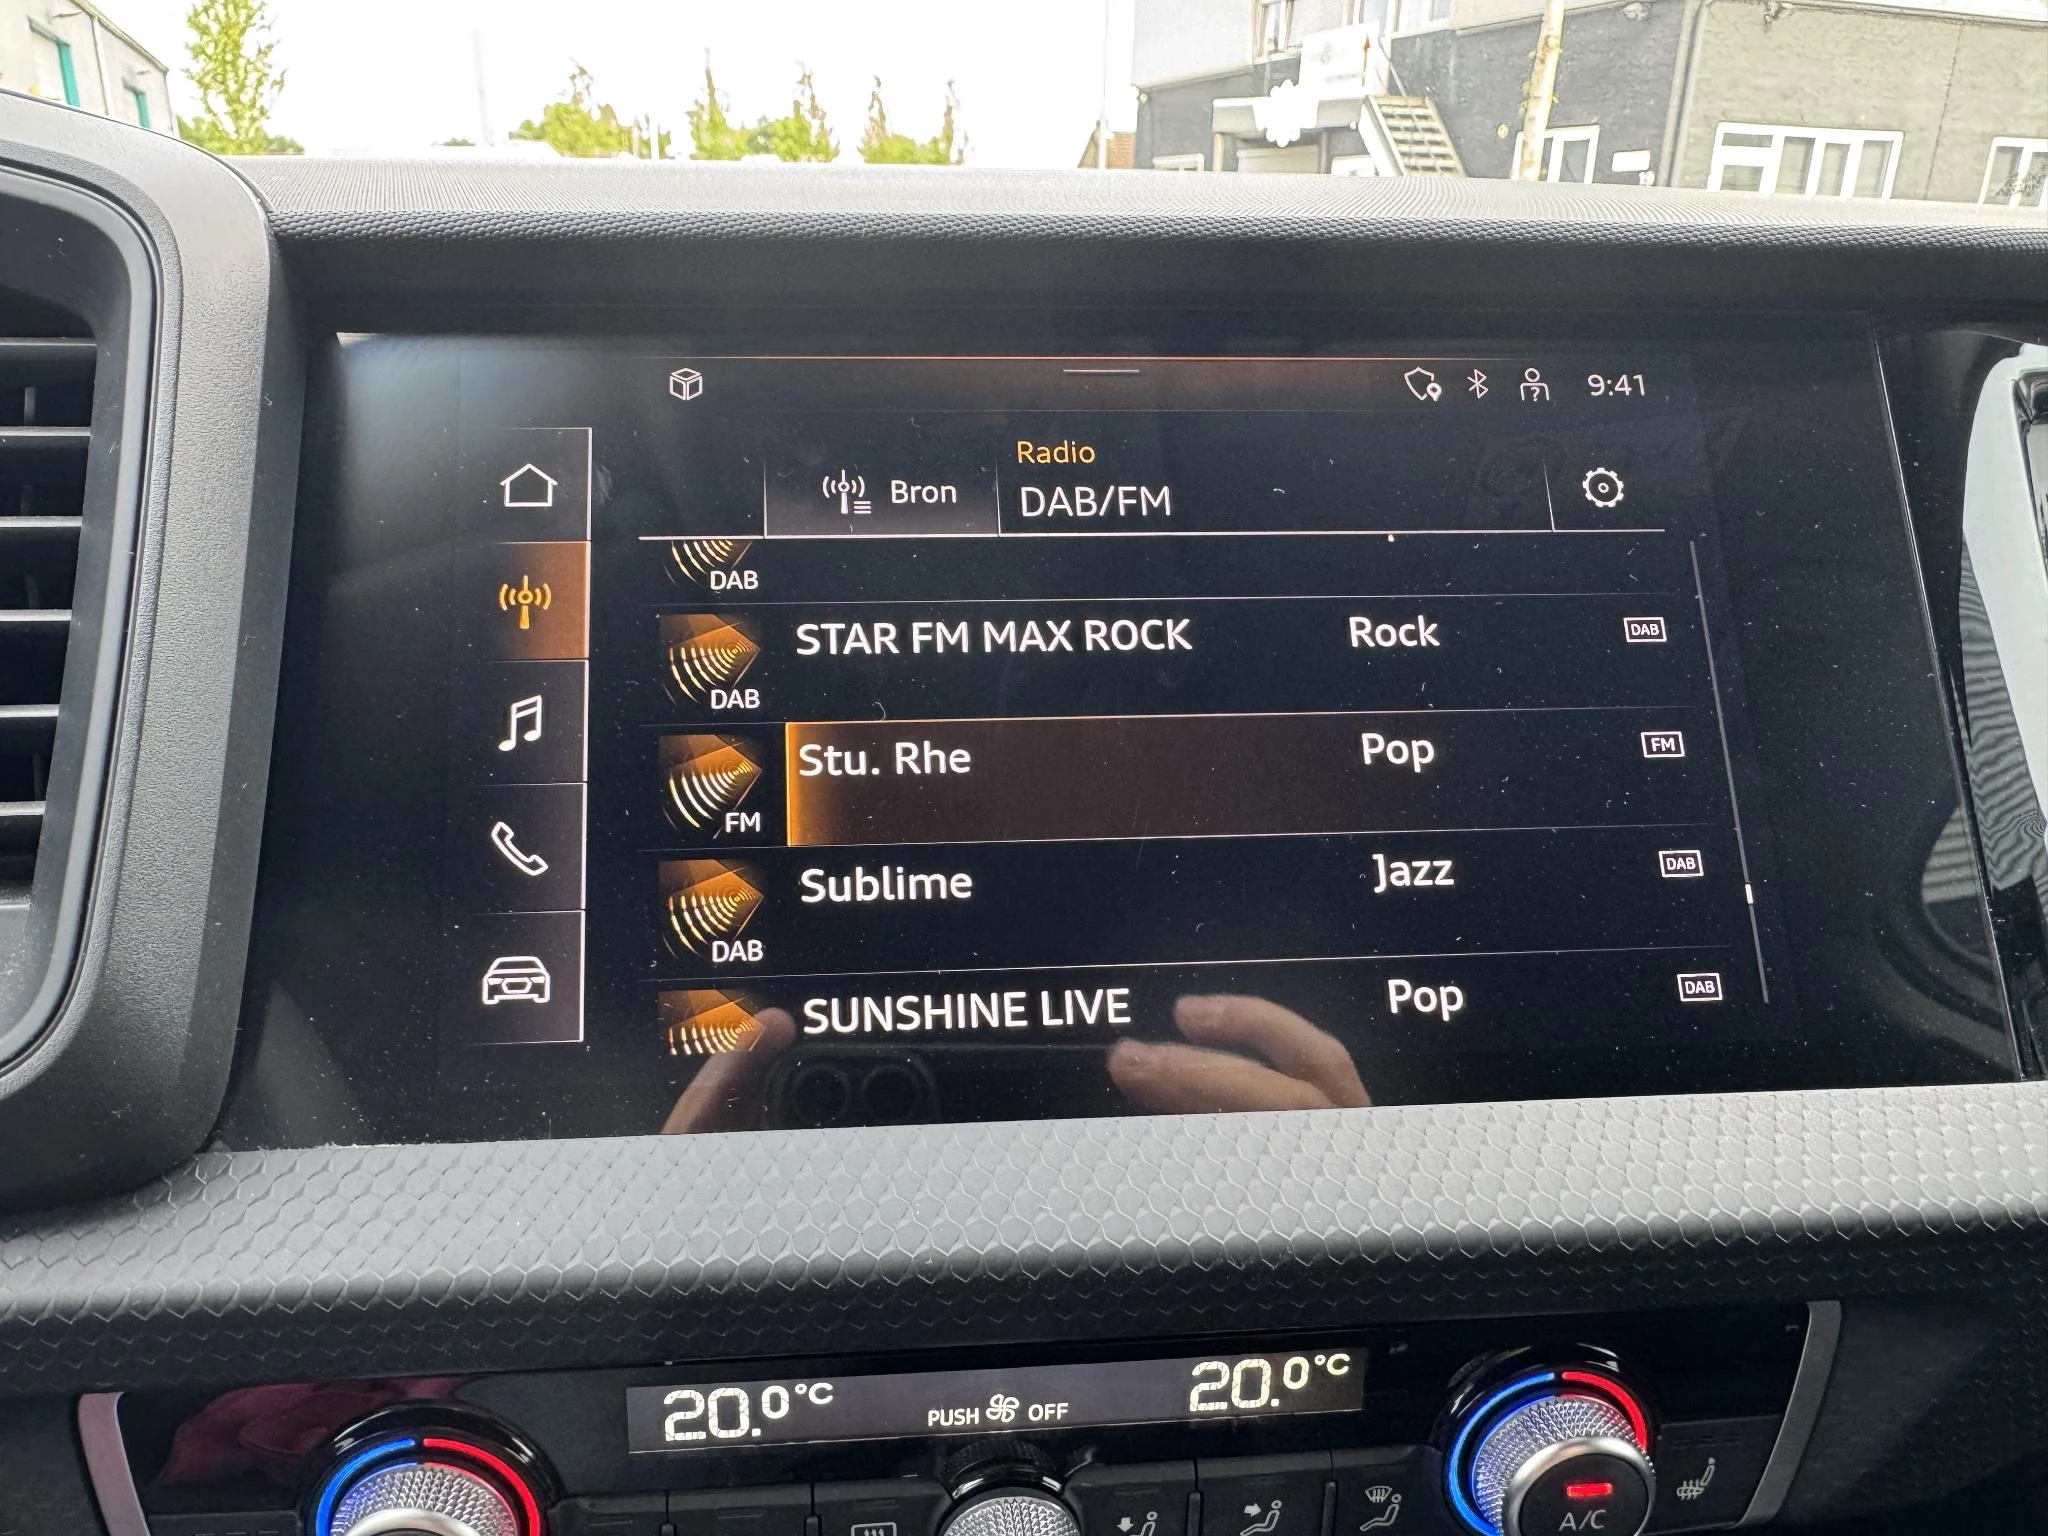 9:41
Radio
Bron
DAB/FM
DAB
STAR FM MAX ROCK Rock DAB
DAB
Stu. Rhe Pop FM
FM
Sublime Jazz DAB
DAB
SUNSHINE LIVE Pop DAB
20.0°C PUSH OFF 20.0°C
A/C